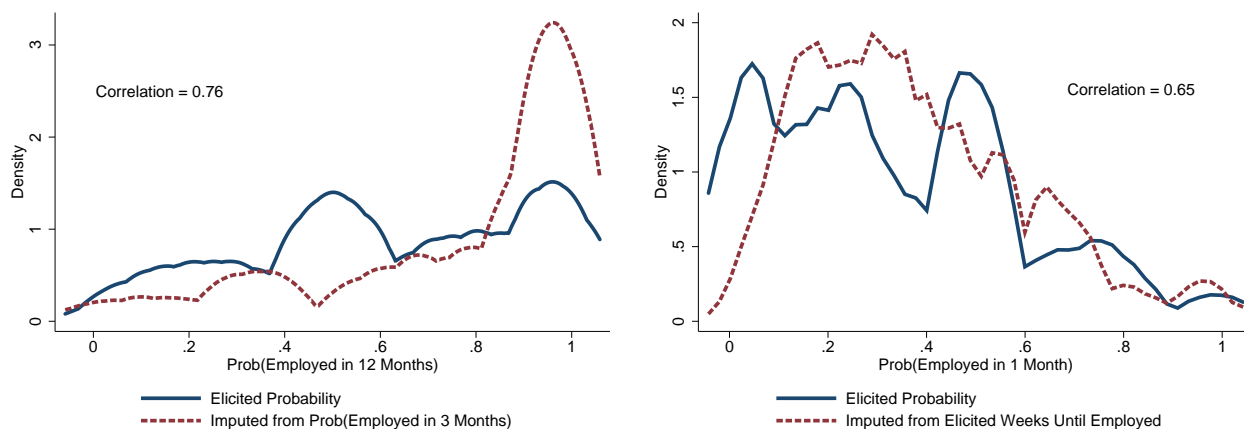 3
2
1
0
Density
Correlation = 0.76
0
.2
.4
.6
.8
1
Prob(Employed in 12 Months)
Elicited Probability
Imputed from Prob(Employed in 3 Months)
2
1.5
1
.5
0
Density
Correlation = 0.65
0
.2
.4
.6
.8
1
Prob(Employed in 1 Month)
Elicited Probability
Imputed from Elicited Weeks Until Employed